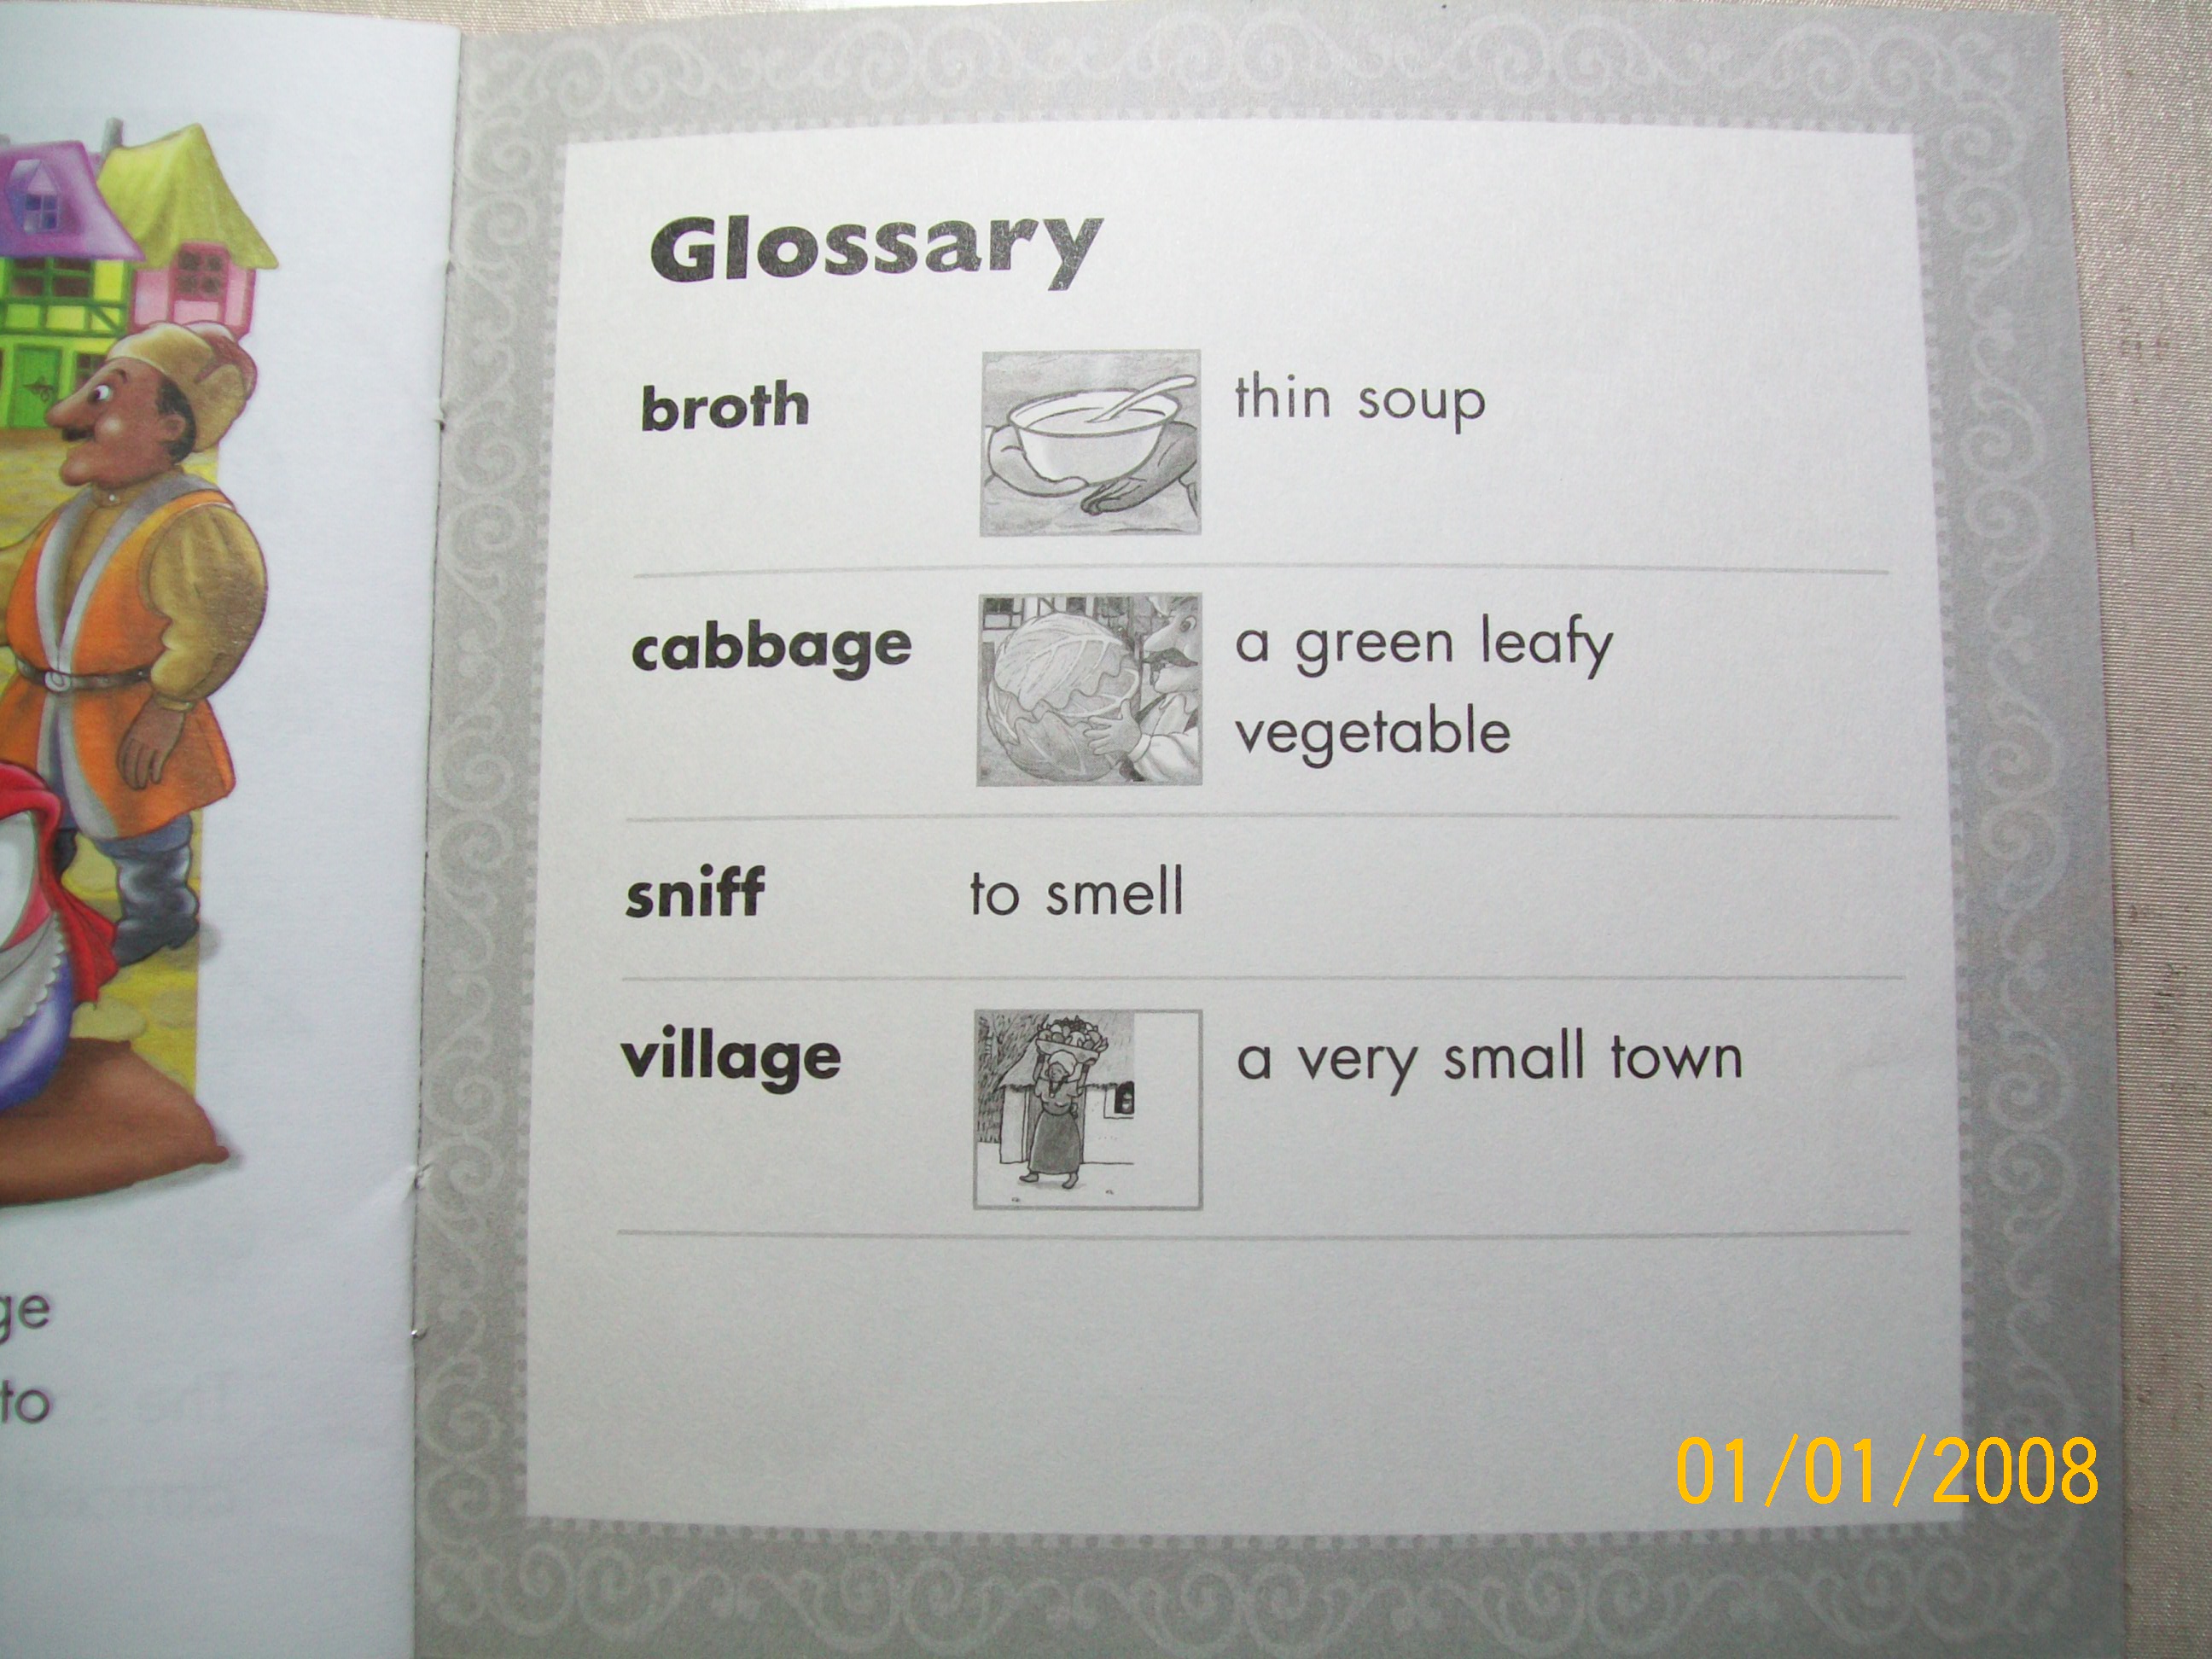 ge
to
Glossary
broth thin soup
cabbage a green leafy
vegetable
sniff to smell
village a very small town
01/01/2008